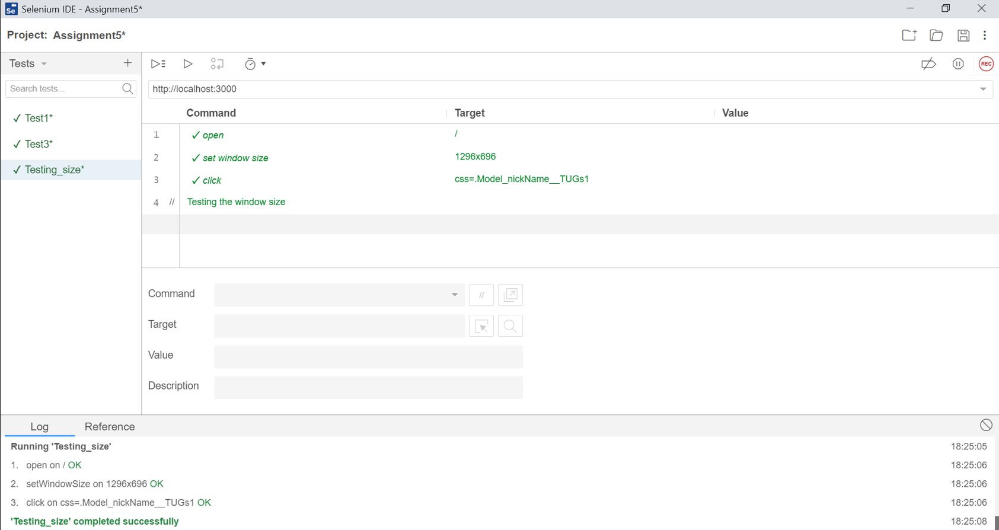 Se Selenium IDE - Assignment5*
Project: Assignment5*
Tests
Search tests...
✓ Test1*
✓ Test3*
✓ Testing_size*
REC
http://localhost:3000
Command Target Value
1 ✓ open /
2 ✓ set window size 1296x696
3 ✓ click css=.Model_nickName__TUGs1
4 // Testing the window size
Command //
Target
Value
Description
Log Reference
Running 'Testing_size' 18:25:05
1. open on / OK 18:25:06
2. setWindowSize on 1296x696 OK 18:25:06
3. click on css=.Model_nickName__TUGs1 OK 18:25:06
'Testing_size' completed successfully 18:25:08